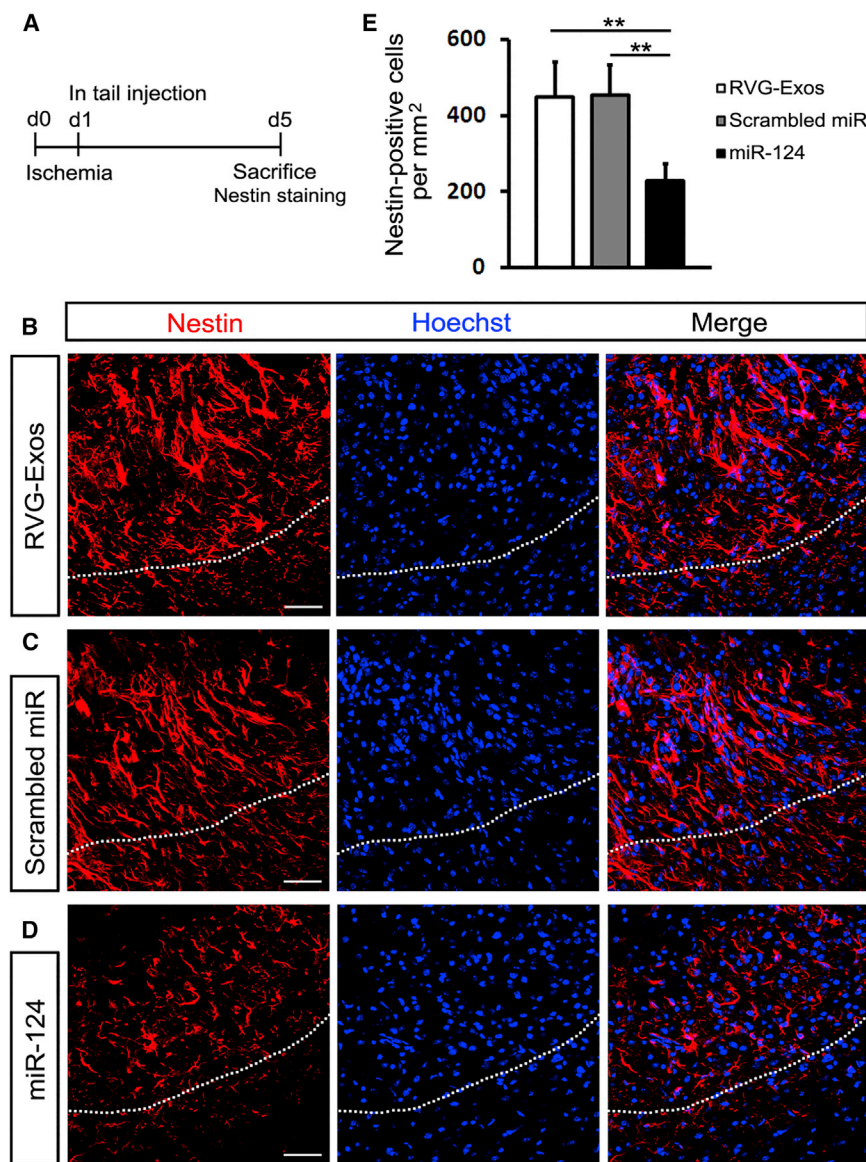 A
In tail injection
d0 d1 d5
Ischemia Sacrifice
Nestin staining
E
Nestin-positive cells
per mm²
600
400
200
0
**
**
RVG-Exos
Scrambled miR
miR-124
B
Nestin Hoechst Merge
RVG-Exos
C
Scrambled miR
D
miR-124